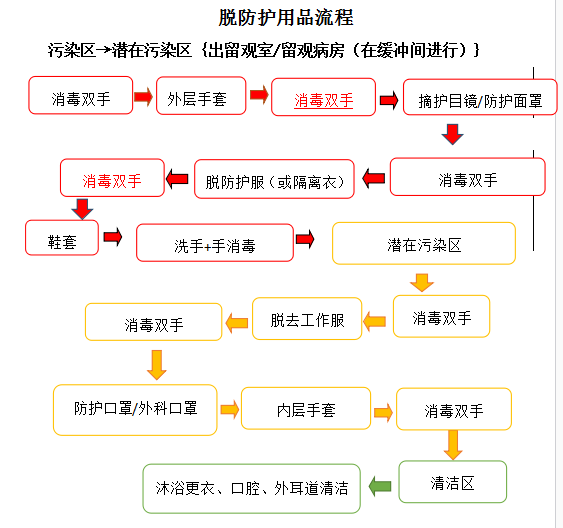 脱防护用品流程
污染区→潜在污染区｛出留观室/留观病房（在缓冲间进行）｝
消毒双手
外层手套
消毒双手
摘护目镜/防护面罩
消毒双手
脱防护服（或隔离衣）
消毒双手
鞋套
洗手+手消毒
潜在污染区
消毒双手
脱去工作服
消毒双手
防护口罩/外科口罩
内层手套
消毒双手
清洁区
沐浴更衣、口腔、外耳道清洁